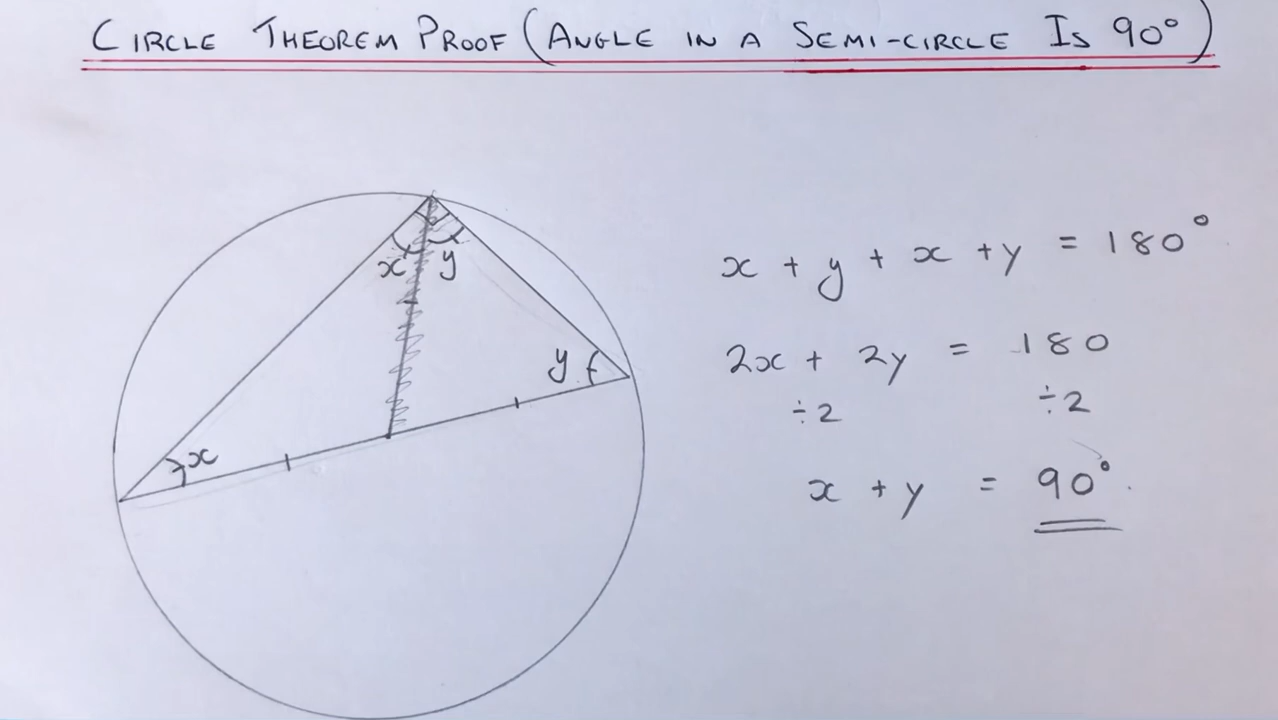 CIRCLE THEOREM PROOF (ANGLE IN A SEMI-CIRCLE IS 90°)
x y
y
x
x + y + x + y = 180°
2x + 2y = 180
÷2 ÷2
x + y = 90°